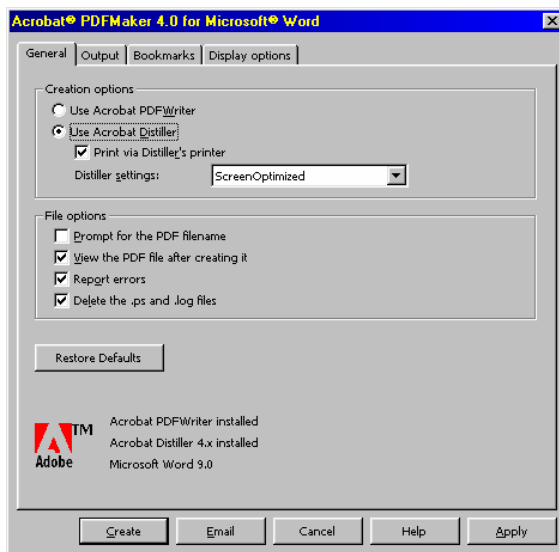 Acrobat® PDFMaker 4.0 for Microsoft® Word
General Output Bookmarks Display options
Creation options
Use Acrobat PDFWriter
Use Acrobat Distiller
Print via Distiller's printer
Distiller settings: ScreenOptimized
File options
Prompt for the PDF filename
View the PDF file after creating it
Report errors
Delete the .ps and .log files
Restore Defaults
Acrobat PDFWriter installed
TM
Acrobat Distiller 4.x installed
Adobe Microsoft Word 9.0
Create Email Cancel Help Apply